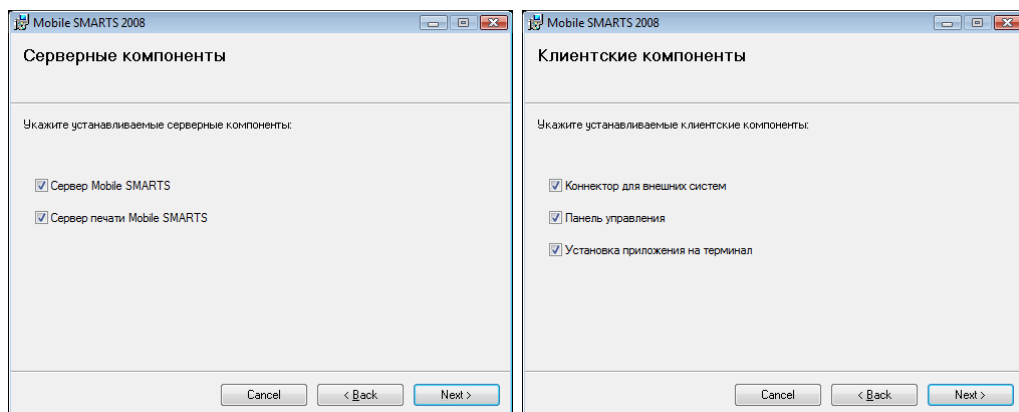 Mobile SMARTS 2008
Серверные компоненты
Укажите устанавливаемые серверные компоненты:
Сервер Mobile SMARTS
Сервер печати Mobile SMARTS
Cancel
< Back
Next >
Mobile SMARTS 2008
Клиентские компоненты
Укажите устанавливаемые клиентские компоненты:
Коннектор для внешних систем
Панель управления
Установка приложения на терминал
Cancel
< Back
Next >